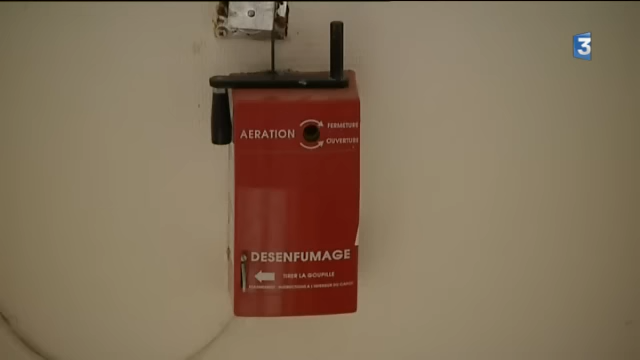 3
AERATION
FERMETURE
OUVERTURE
DESENFUMAGE
TIRER LA GOUPILLE